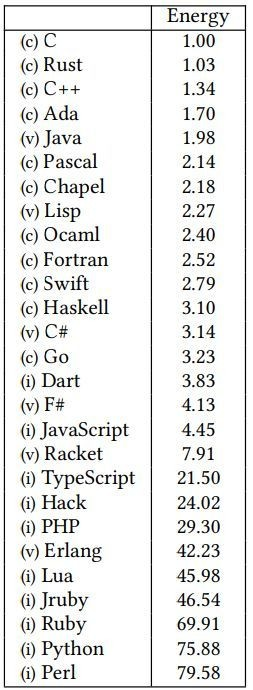 Energy
(c) C 1.00
(c) Rust 1.03
(c) C++ 1.34
(c) Ada 1.70
(v) Java 1.98
(c) Pascal 2.14
(c) Chapel 2.18
(v) Lisp 2.27
(c) Ocaml 2.40
(c) Fortran 2.52
(c) Swift 2.79
(c) Haskell 3.10
(v) C# 3.14
(c) Go 3.23
(i) Dart 3.83
(v) F# 4.13
(i) JavaScript 4.45
(v) Racket 7.91
(i) TypeScript 21.50
(i) Hack 24.02
(i) PHP 29.30
(v) Erlang 42.23
(i) Lua 45.98
(i) Jruby 46.54
(i) Ruby 69.91
(i) Python 75.88
(i) Perl 79.58